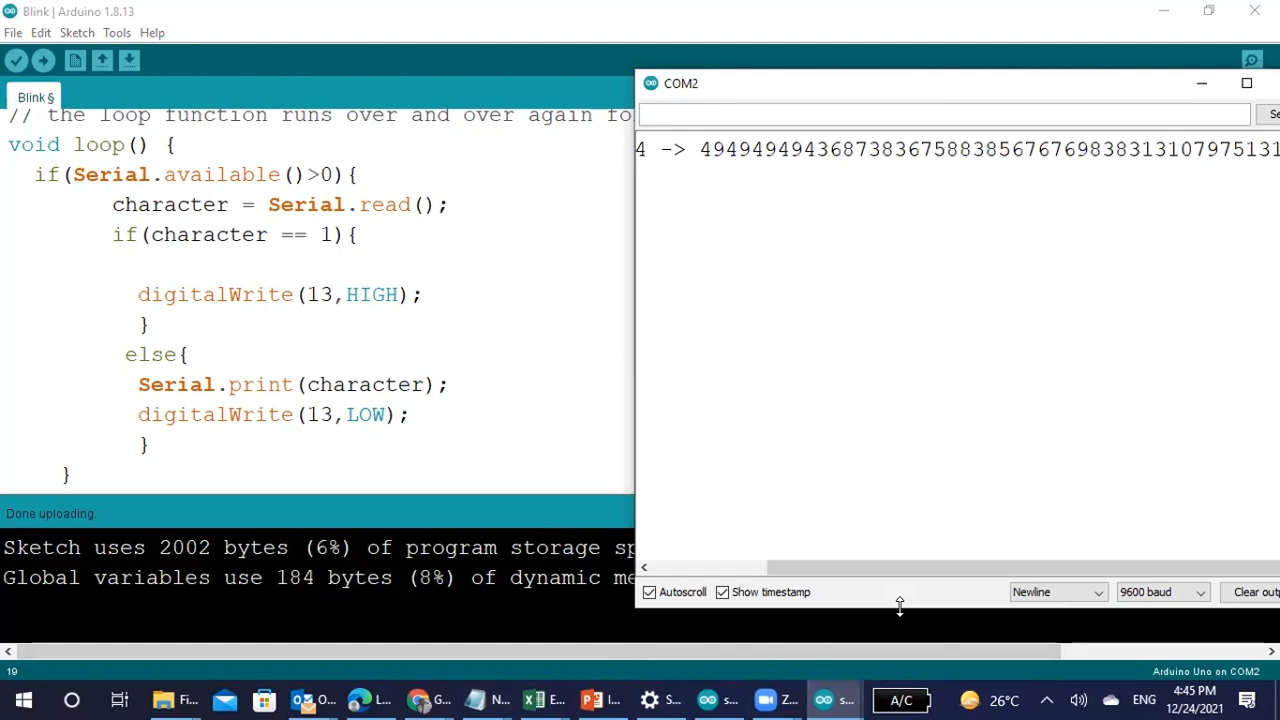 Blink | Arduino 1.8.13
File Edit Sketch Tools Help
Blink §
// the loop function runs over and over again fo
void loop() {
if(Serial.available()>0){
character = Serial.read();
if(character == 1){
digitalWrite(13,HIGH);
}
else{
Serial.print(character);
digitalWrite(13,LOW);
}
}
Done uploading.
Sketch uses 2002 bytes (6%) of program storage sp
Global variables use 184 bytes (8%) of dynamic me
19
Arduino Uno on COM2
COM2
Se
4 -> 494949494368738367588385676769838313107975131
Autoscroll Show timestamp Newline 9600 baud Clear out
Fi... O... L... G... N... E... I... S... s... Z... s... A/C 26°C ENG
4:45 PM
12/24/2021